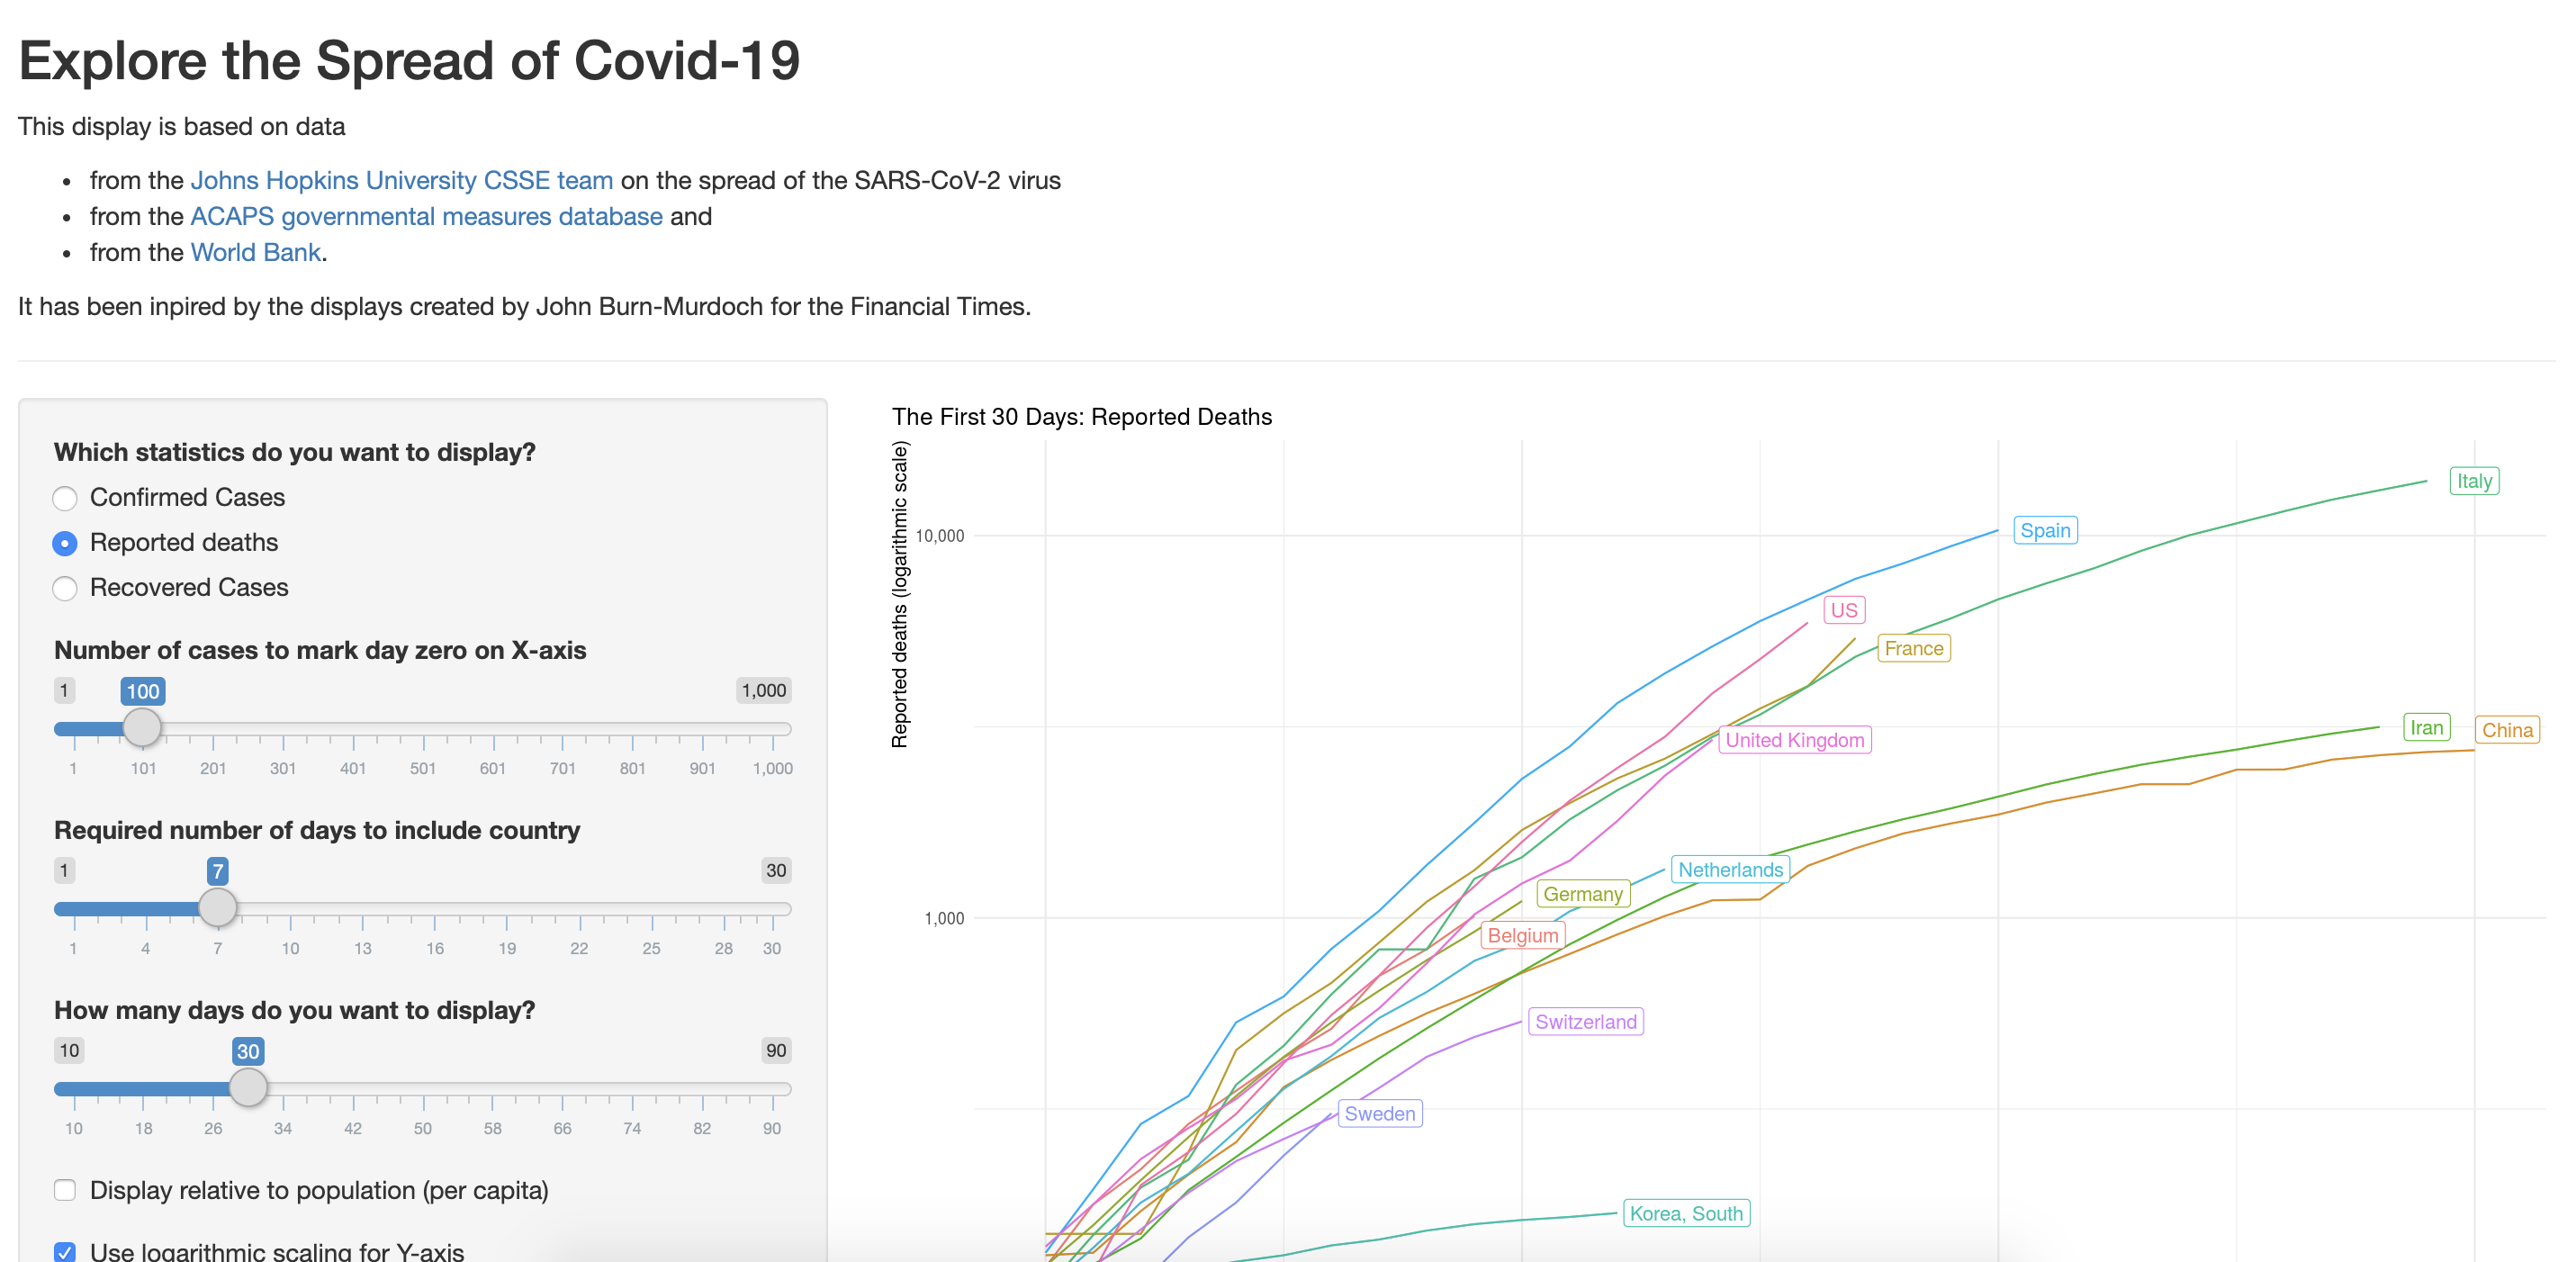 Explore the Spread of Covid-19
This display is based on data
• from the Johns Hopkins University CSSE team on the spread of the SARS-CoV-2 virus
• from the ACAPS governmental measures database and
• from the World Bank.
It has been inpired by the displays created by John Burn-Murdoch for the Financial Times.
Which statistics do you want to display?
Confirmed Cases
Reported deaths
Recovered Cases
Number of cases to mark day zero on X-axis
1 100 1,000
1 101 201 301 401 501 601 701 801 901 1,000
Required number of days to include country
1 7 30
1 4 7 10 13 16 19 22 25 28 30
How many days do you want to display?
10 30 90
10 18 26 34 42 50 58 66 74 82 90
Display relative to population (per capita)
Use logarithmic scaling for Y-axis
The First 30 Days: Reported Deaths
Reported deaths (logarithmic scale)
10,000
1,000
Italy
Spain
US
France
Iran
China
United Kingdom
Netherlands
Germany
Belgium
Switzerland
Sweden
Korea, South